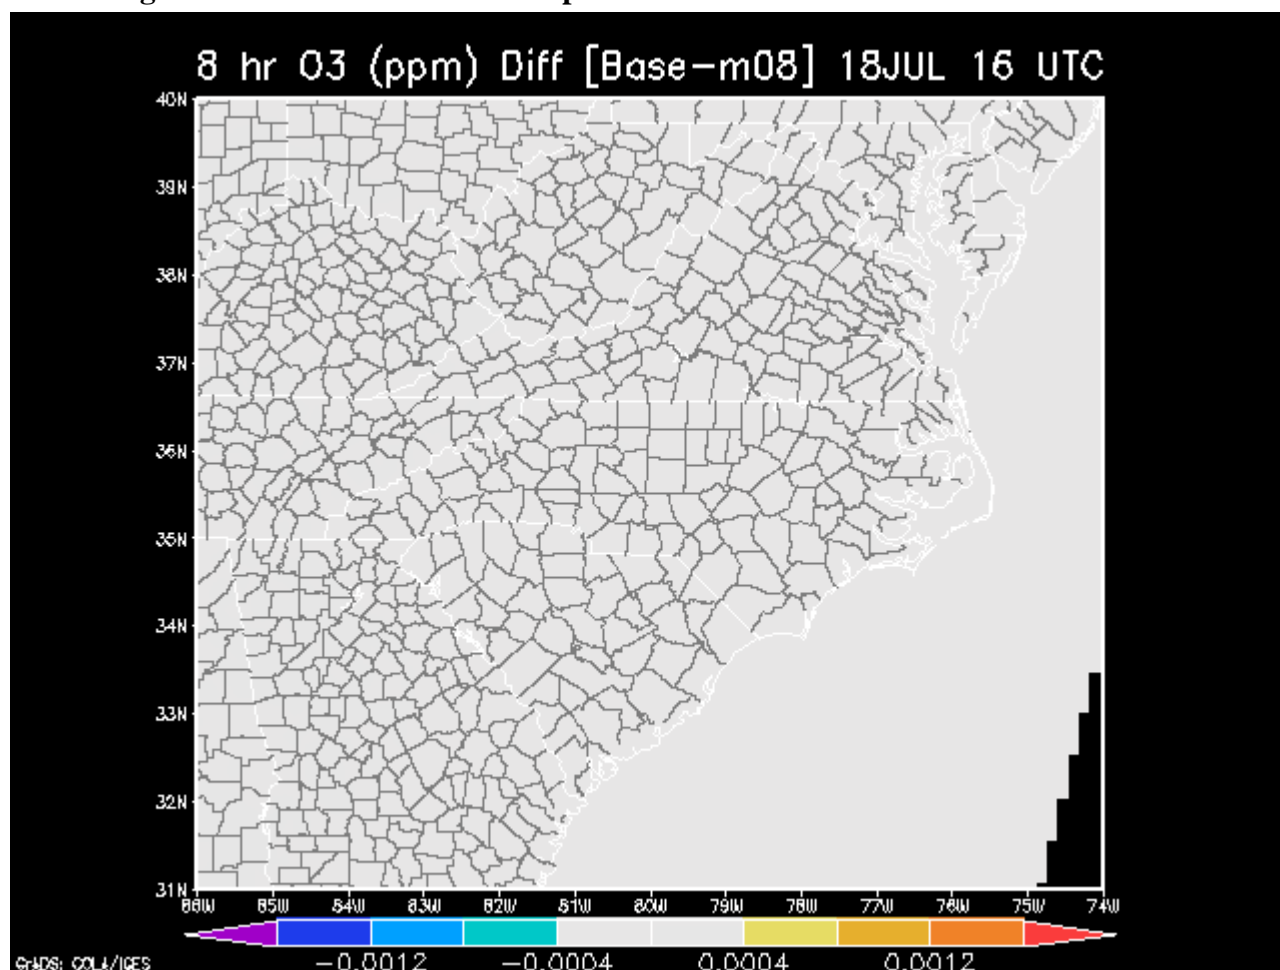 8 hr O3 (ppm) Diff [Base-m08] 18JUL 16 UTC
40N
39N
38N
37N
36N
35N
34N
33N
32N
31N
86W 85W 84W 83W 82W 81W 80W 79W 78W 77W 76W 75W 74W
-0.0012 -0.0004 0.0004 0.0012
GrADS: COLA/IGES